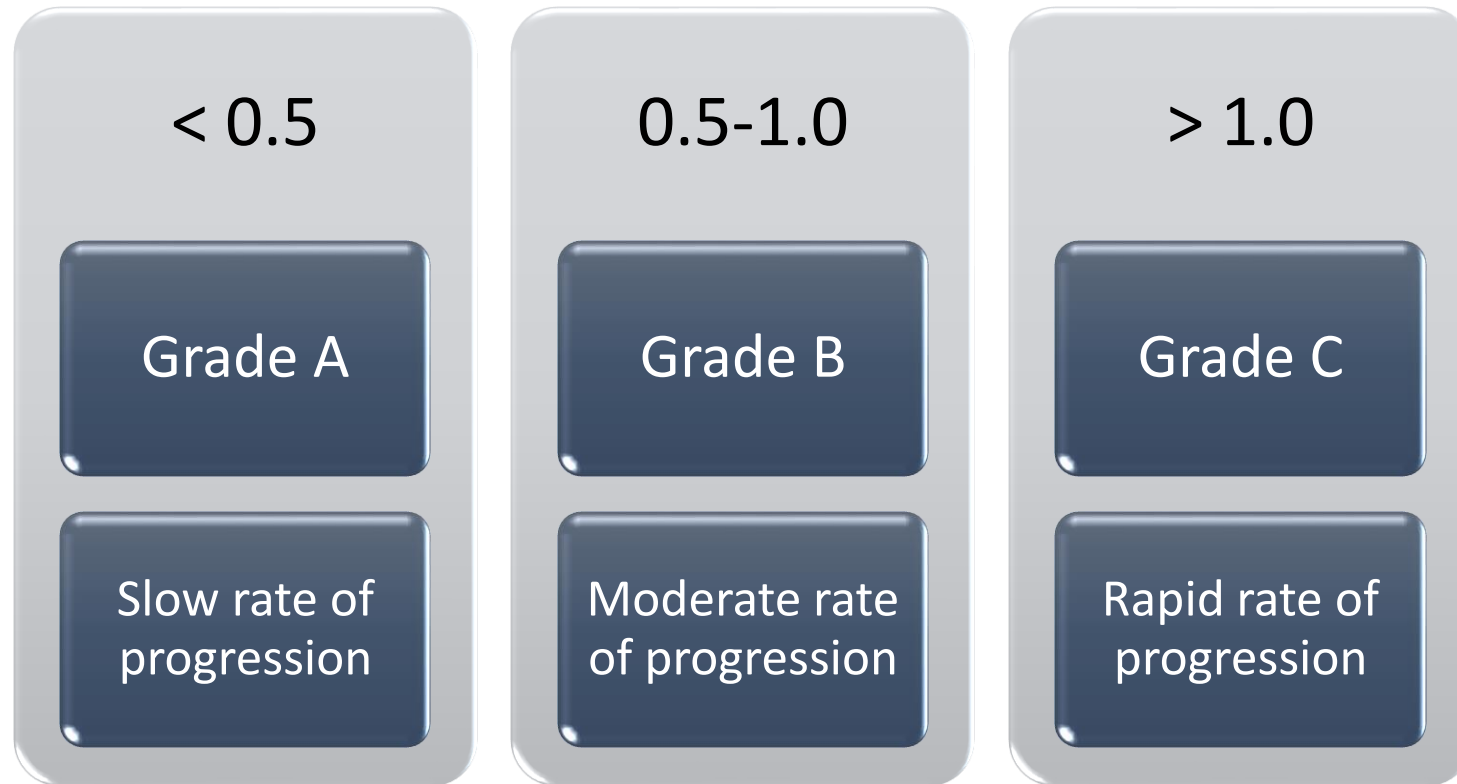 < 0.5
Grade A
Slow rate of
progression
0.5-1.0
Grade B
Moderate rate
of progression
> 1.0
Grade C
Rapid rate of
progression